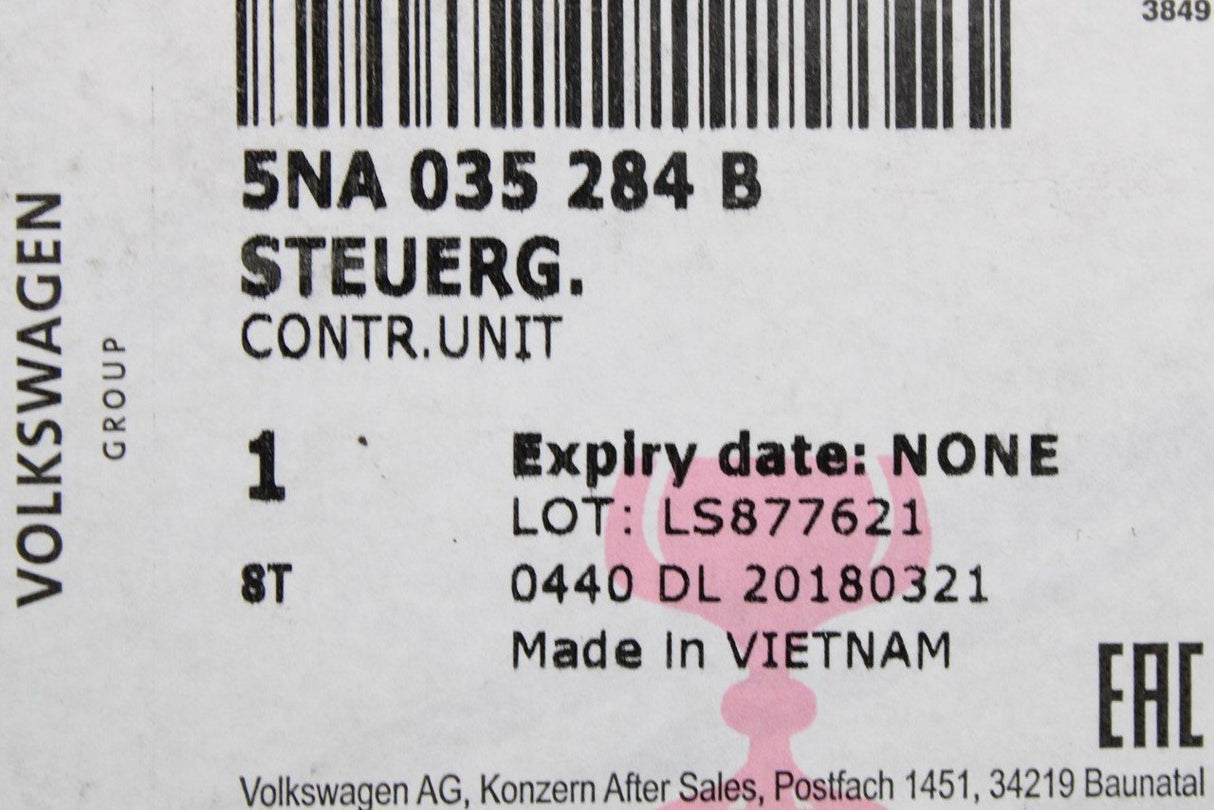 3849
5NA 035 284 B
STEUERG.
CONTR.UNIT
VOLKSWAGEN
GROUP
1
Expiry date: NONE
LOT: LS877621
8T
0440 DL 20180321
Made in VIETNAM
EAC
Volkswagen AG, Konzern After Sales, Postfach 1451, 34219 Baunatal